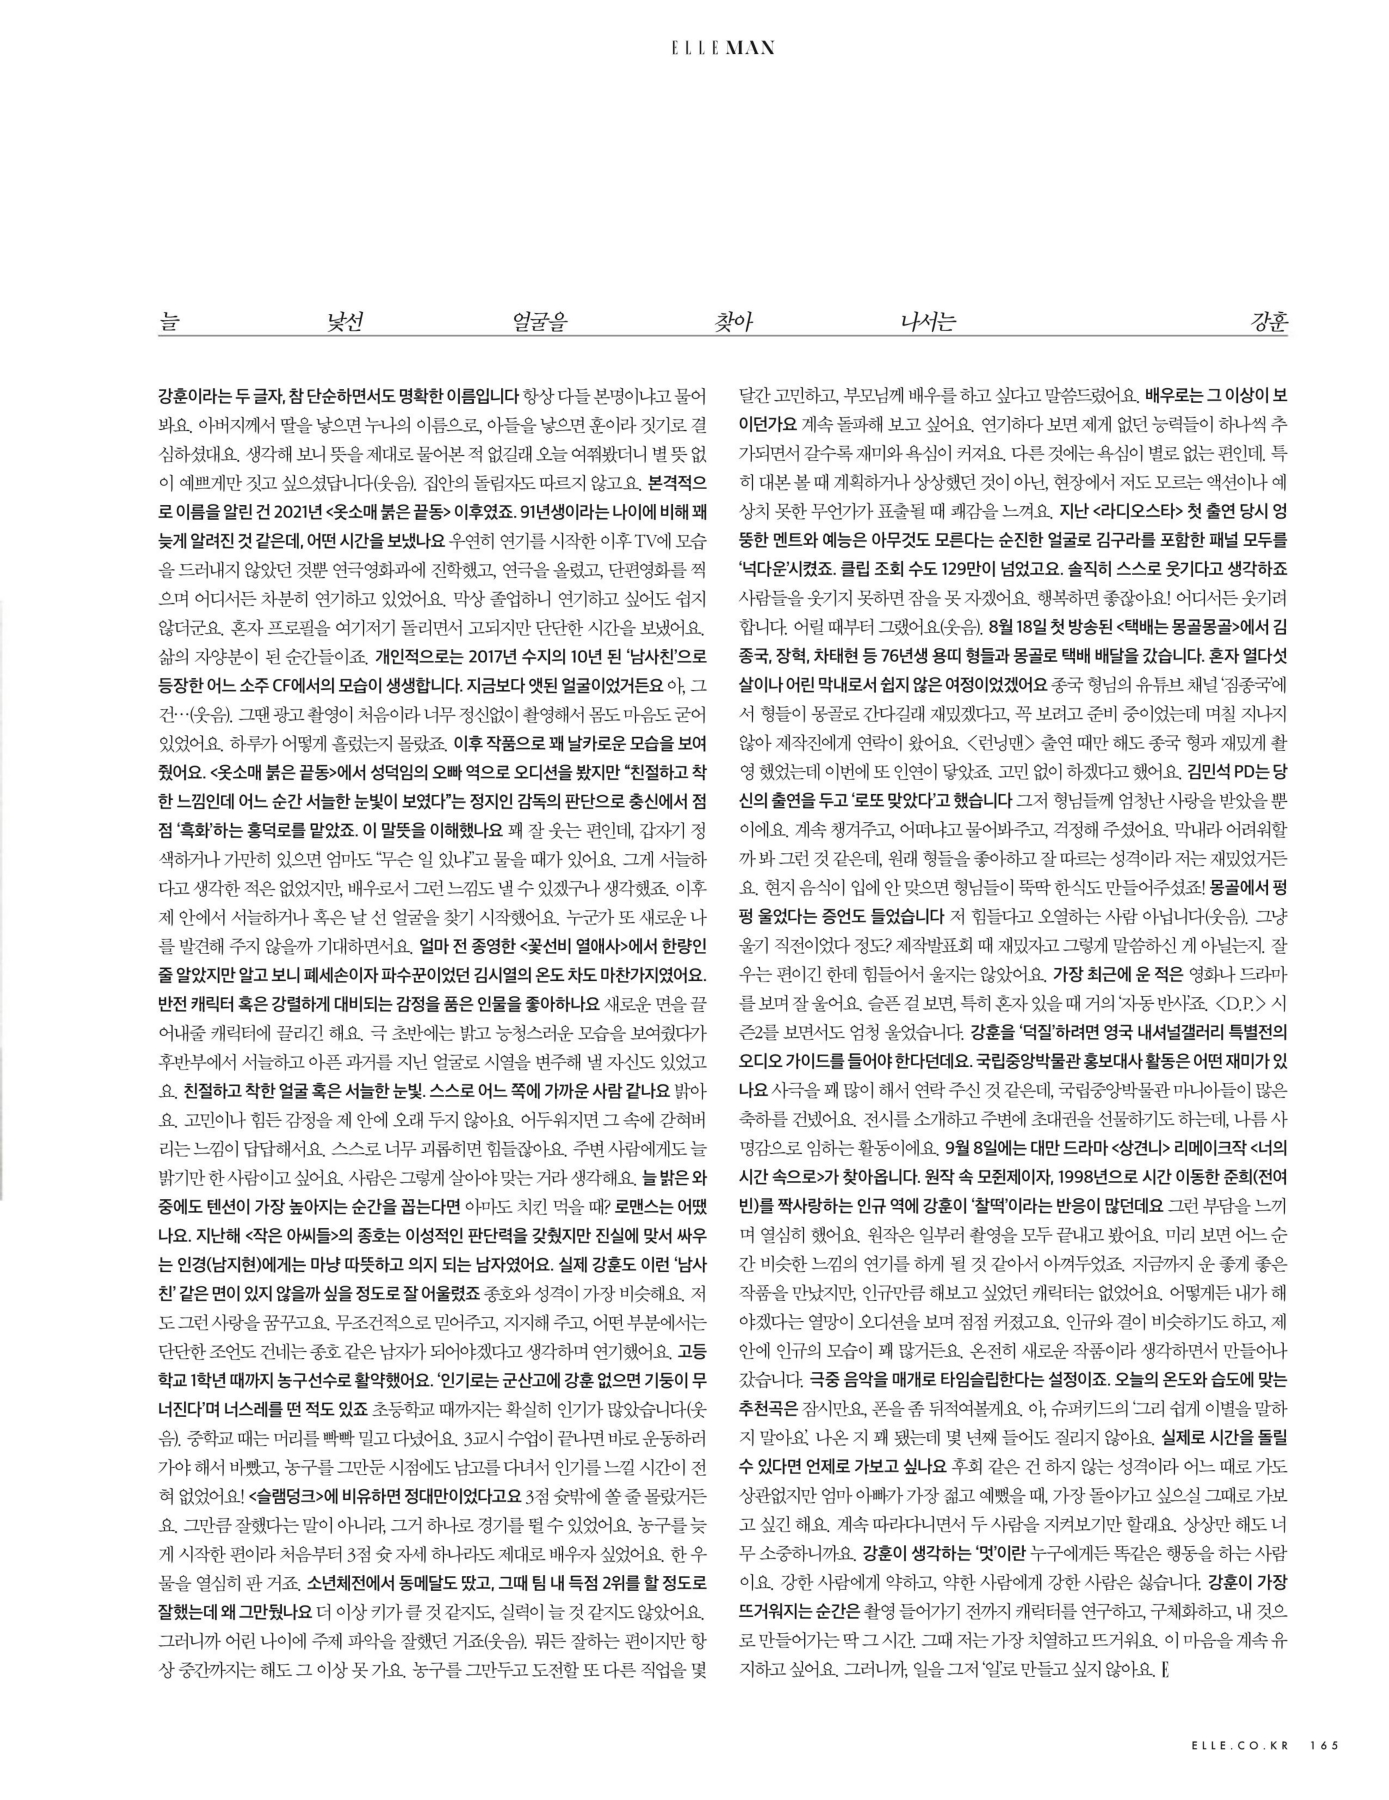 ELLE MAN
늘 낯선 얼굴을 찾아 나서는 강훈
강훈이라는 두 글자, 참 단순하면서도 명확한 이름입니다 항상 다들 본명이냐고 물어
봐요. 아버지께서 딸을 낳으면 누나의 이름으로, 아들을 낳으면 훈이라 짓기로 결
심하셨대요. 생각해 보니 뜻을 제대로 물어본 적 없길래 오늘 여쭤봤더니 별 뜻 없
이 예쁘게만 짓고 싶으셨답니다(웃음). 집안의 돌림자도 따르지 않고요. 본격적으
로 이름을 알린 건 2021년 <옷소매 붉은 끝동> 이후였죠. 91년생이라는 나이에 비해 꽤
늦게 알려진 것 같은데, 어떤 시간을 보냈나요 우연히 연기를 시작한 이후 TV에 모습
을 드러내지 않았던 것뿐 연극영화과에 진학했고, 연극을 올렸고, 단편영화를 찍
으며 어디서든 차분히 연기하고 있었어요. 막상 졸업하니 연기하고 싶어도 쉽지
않더군요. 혼자 프로필을 여기저기 돌리면서 고되지만 단단한 시간을 보냈어요.
삶의 자양분이 된 순간들이죠. 개인적으로는 2017년 수지의 10년 된 ‘남사친’으로
등장한 어느 소주 CF에서의 모습이 생생합니다. 지금보다 앳된 얼굴이었거든요 아, 그
건…(웃음). 그땐 광고 촬영이 처음이라 너무 정신없이 촬영해서 몸도 마음도 굳어
있었어요. 하루가 어떻게 흘렀는지 몰랐죠. 이후 작품으로 꽤 날카로운 모습을 보여
줬어요. <옷소매 붉은 끝동>에서 성덕임의 오빠 역으로 오디션을 봤지만 “친절하고 착
한 느낌인데 어느 순간 서늘한 눈빛이 보였다”는 정지인 감독의 판단으로 충신에서 점
점 ‘흑화’하는 홍덕로를 맡았죠. 이 말뜻을 이해했나요 꽤 잘 웃는 편인데, 갑자기 정
색하거나 가만히 있으면 엄마도 “무슨 일 있냐”고 물을 때가 있어요. 그게 서늘하
다고 생각한 적은 없었지만, 배우로서 그런 느낌도 낼 수 있겠구나 생각했죠. 이후
제 안에서 서늘하거나 혹은 날 선 얼굴을 찾기 시작했어요. 누군가 또 새로운 나
를 발견해 주지 않을까 기대하면서요. 얼마 전 종영한 <꽃선비 열애사>에서 한량인
줄 알았지만 알고 보니 폐세손이자 파수꾼이었던 김시열의 온도 차도 마찬가지였어요.
반전 캐릭터 혹은 강렬하게 대비되는 감정을 품은 인물을 좋아하나요 새로운 면을 끌
어내줄 캐릭터에 끌리긴 해요. 극 초반에는 밝고 능청스러운 모습을 보여줬다가
후반부에서 서늘하고 아픈 과거를 지닌 얼굴로 시열을 변주해 낼 자신도 있었고
요. 친절하고 착한 얼굴 혹은 서늘한 눈빛. 스스로 어느 쪽에 가까운 사람 같나요 밝아
요. 고민이나 힘든 감정을 제 안에 오래 두지 않아요. 어두워지면 그 속에 갇혀버
리는 느낌이 답답해서요. 스스로 너무 괴롭히면 힘들잖아요. 주변 사람에게도 늘
밝기만 한 사람이고 싶어요. 사람은 그렇게 살아야 맞는 거라 생각해요. 늘 밝은 와
중에도 텐션이 가장 높아지는 순간을 꼽는다면 아마도 치킨 먹을 때? 로맨스는 어땠
나요. 지난해 <작은 아씨들>의 종호는 이성적인 판단력을 갖췄지만 진실에 맞서 싸우
는 인경(남지현)에게는 마냥 따뜻하고 의지 되는 남자였어요. 실제 강훈도 이런 ‘남사
친’ 같은 면이 있지 않을까 싶을 정도로 잘 어울렸죠 종호와 성격이 가장 비슷해요. 저
도 그런 사랑을 꿈꾸고요. 무조건적으로 믿어주고, 지지해 주고, 어떤 부분에서는
단단한 조언도 건네는 종호 같은 남자가 되어야겠다고 생각하며 연기했어요. 고등
학교 1학년 때까지 농구선수로 활약했어요. ‘인기로는 군산고에 강훈 없으면 기둥이 무
너진다’며 너스레를 떤 적도 있죠 초등학교 때까지는 확실히 인기가 많았습니다(웃
음). 중학교 때는 머리를 빡빡 밀고 다녔어요. 3교시 수업이 끝나면 바로 운동하러
가야 해서 바빴고, 농구를 그만둔 시점에도 남고를 다녀서 인기를 느낄 시간이 전
혀 없었어요! <슬램덩크>에 비유하면 정대만이었다고요 3점 슛밖에 쏠 줄 몰랐거든
요. 그만큼 잘했다는 말이 아니라, 그거 하나로 경기를 뛸 수 있었어요. 농구를 늦
게 시작한 편이라 처음부터 3점 슛 자세 하나라도 제대로 배우자 싶었어요. 한 우
물을 열심히 판 거죠. 소년체전에서 동메달도 땄고, 그때 팀 내 득점 2위를 할 정도로
잘했는데 왜 그만뒀나요 더 이상 키가 클 것 같지도, 실력이 늘 것 같지도 않았어요.
그러니까 어린 나이에 주제 파악을 잘했던 거죠(웃음). 뭐든 잘하는 편이지만 항
상 중간까지는 해도 그 이상 못 가요. 농구를 그만두고 도전할 또 다른 직업을 몇
달간 고민하고, 부모님께 배우를 하고 싶다고 말씀드렸어요. 배우로는 그 이상이 보
이던가요 계속 돌파해 보고 싶어요. 연기하다 보면 제게 없던 능력들이 하나씩 추
가되면서 갈수록 재미와 욕심이 커져요. 다른 것에는 욕심이 별로 없는 편인데. 특
히 대본 볼 때 계획하거나 상상했던 것이 아닌, 현장에서 저도 모르는 액션이나 예
상치 못한 무언가가 표출될 때 쾌감을 느껴요. 지난 <라디오스타> 첫 출연 당시 엉
뚱한 멘트와 예능은 아무것도 모른다는 순진한 얼굴로 김구라를 포함한 패널 모두를
‘넉다운’시켰죠. 클립 조회 수도 129만이 넘었고요. 솔직히 스스로 웃기다고 생각하죠
사람들을 웃기지 못하면 잠을 못 자겠어요. 행복하면 좋잖아요! 어디서든 웃기려
합니다. 어릴 때부터 그랬어요(웃음). 8월 18일 첫 방송된 <택배는 몽골몽골>에서 김
종국, 장혁, 차태현 등 76년생 용띠 형들과 몽골로 택배 배달을 갔습니다. 혼자 열다섯
살이나 어린 막내로서 쉽지 않은 여정이었겠어요 종국 형님의 유튜브 채널 ‘짐종국’에
서 형들이 몽골로 간다길래 재밌겠다고, 꼭 보려고 준비 중이었는데 며칠 지나지
않아 제작진에게 연락이 왔어요. 〈런닝맨〉 출연 때만 해도 종국 형과 재밌게 촬
영 했었는데 이번에 또 인연이 닿았죠. 고민 없이 하겠다고 했어요. 김민석 PD는 당
신의 출연을 두고 ‘로또 맞았다’고 했습니다 그저 형님들께 엄청난 사랑을 받았을 뿐
이에요. 계속 챙겨주고, 어떠냐고 물어봐주고, 걱정해 주셨어요. 막내라 어려워할
까 봐 그런 것 같은데, 원래 형들을 좋아하고 잘 따르는 성격이라 저는 재밌었거든
요. 현지 음식이 입에 안 맞으면 형님들이 뚝딱 한식도 만들어주셨죠! 몽골에서 펑
펑 울었다는 증언도 들었습니다 저 힘들다고 오열하는 사람 아닙니다(웃음). 그냥
울기 직전이었다 정도? 제작발표회 때 재밌자고 그렇게 말씀하신 게 아닐는지. 잘
우는 편이긴 한데 힘들어서 울지는 않았어요. 가장 최근에 운 적은 영화나 드라마
를 보며 잘 울어요. 슬픈 걸 보면, 특히 혼자 있을 때 거의 ‘자동 반사’죠. 〈D.P.〉 시
즌2를 보면서도 엄청 울었습니다. 강훈을 ‘덕질’하려면 영국 내셔널갤러리 특별전의
오디오 가이드를 들어야 한다던데요. 국립중앙박물관 홍보대사 활동은 어떤 재미가 있
나요 사극을 꽤 많이 해서 연락 주신 것 같은데, 국립중앙박물관 마니아들이 많은
축하를 건넸어요. 전시를 소개하고 주변에 초대권을 선물하기도 하는데, 나름 사
명감으로 임하는 활동이에요. 9월 8일에는 대만 드라마 <상견니> 리메이크작 <너의
시간 속으로>가 찾아옵니다. 원작 속 모쥔제이자, 1998년으로 시간 이동한 준희(전여
빈)를 짝사랑하는 인규 역에 강훈이 ‘찰떡’이라는 반응이 많던데요 그런 부담을 느끼
며 열심히 했어요. 원작은 일부러 촬영을 모두 끝내고 봤어요. 미리 보면 어느 순
간 비슷한 느낌의 연기를 하게 될 것 같아서 아껴두었죠. 지금까지 운 좋게 좋은
작품을 만났지만, 인규만큼 해보고 싶었던 캐릭터는 없었어요. 어떻게든 내가 해
야겠다는 열망이 오디션을 보며 점점 커졌고요. 인규와 결이 비슷하기도 하고, 제
안에 인규의 모습이 꽤 많거든요. 온전히 새로운 작품이라 생각하면서 만들어나
갔습니다. 극중 음악을 매개로 타임슬립한다는 설정이죠. 오늘의 온도와 습도에 맞는
추천곡은 잠시만요, 폰을 좀 뒤적여볼게요. 아, 슈퍼키드의 ‘그리 쉽게 이별을 말하
지 말아요’. 나온 지 꽤 됐는데 몇 년째 들어도 질리지 않아요. 실제로 시간을 돌릴
수 있다면 언제로 가보고 싶나요 후회 같은 건 하지 않는 성격이라 어느 때로 가도
상관없지만 엄마 아빠가 가장 젊고 예뻤을 때, 가장 돌아가고 싶으실 그때로 가보
고 싶긴 해요. 계속 따라다니면서 두 사람을 지켜보기만 할래요. 상상만 해도 너
무 소중하니까요. 강훈이 생각하는 ‘멋’이란 누구에게든 똑같은 행동을 하는 사람
이요. 강한 사람에게 약하고, 약한 사람에게 강한 사람은 싫습니다. 강훈이 가장
뜨거워지는 순간은 촬영 들어가기 전까지 캐릭터를 연구하고, 구체화하고, 내 것으
로 만들어가는 딱 그 시간. 그때 저는 가장 치열하고 뜨거워요. 이 마음을 계속 유
지하고 싶어요. 그러니까, 일을 그저 ‘일’로 만들고 싶지 않아요. E
ELLE.CO.KR 165